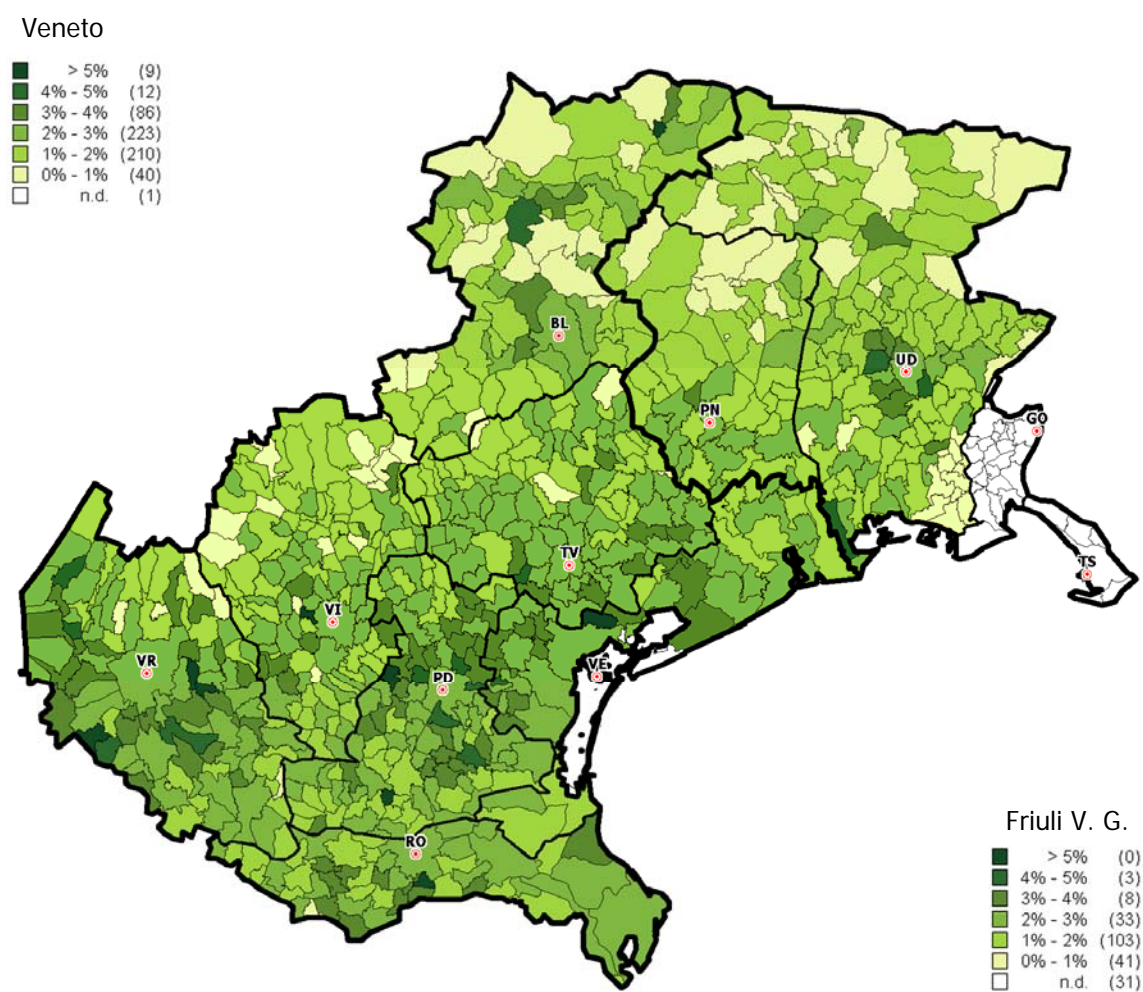 Veneto
> 5% (9)
4% - 5% (12)
3% - 4% (86)
2% - 3% (223)
1% - 2% (210)
0% - 1% (40)
n.d. (1)
BL
UD
PN
GO
TV
TS
VI
VR
VE
PD
RO
Friuli V. G.
> 5% (0)
4% - 5% (3)
3% - 4% (8)
2% - 3% (33)
1% - 2% (103)
0% - 1% (41)
n.d. (31)